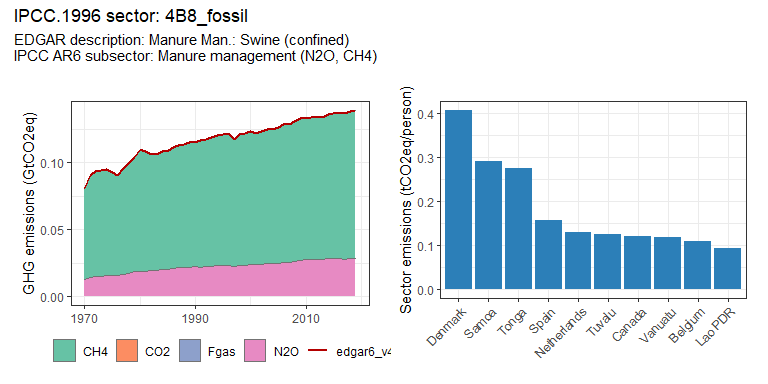 IPCC.1996 sector: 4B8_fossil
EDGAR description: Manure Man.: Swine (confined)
IPCC AR6 subsector: Manure management (N2O, CH4)
GHG emissions (GtCO2eq)
0.10
0.05
0.00
1970
1990
2010
CH4
CO2
Fgas
N2O
edgar6_v4
Sector emissions (tCO2eq/person)
0.4
0.3
0.2
0.1
0.0
Denmark
Samoa
Tonga
Spain
Netherlands
Tuvalu
Canada
Vanuatu
Belgium
Lao PDR